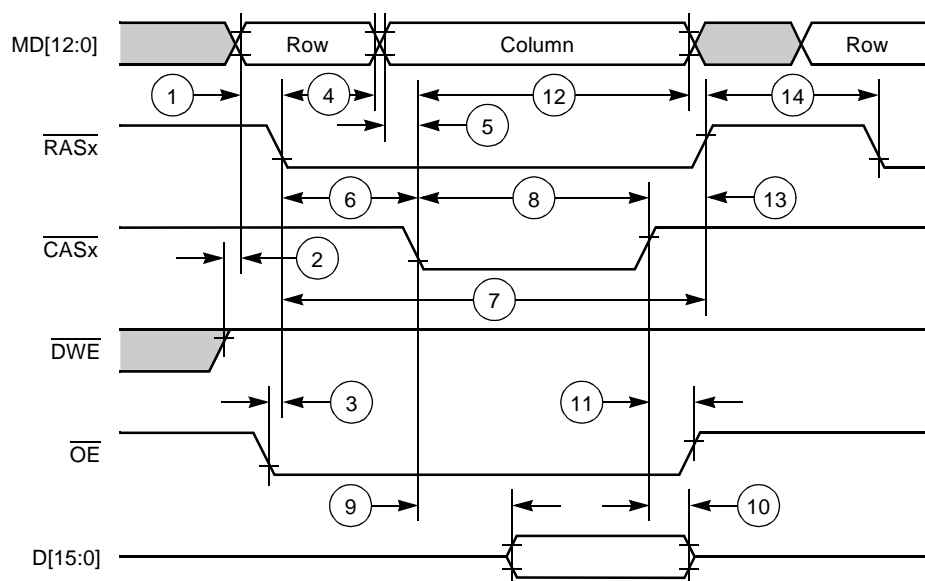 MD[12:0] Row Column Row
1 4 12 14
5
RASx
6 8 13
CASx
2
7
DWE
3 11
OE
9 10
D[15:0]